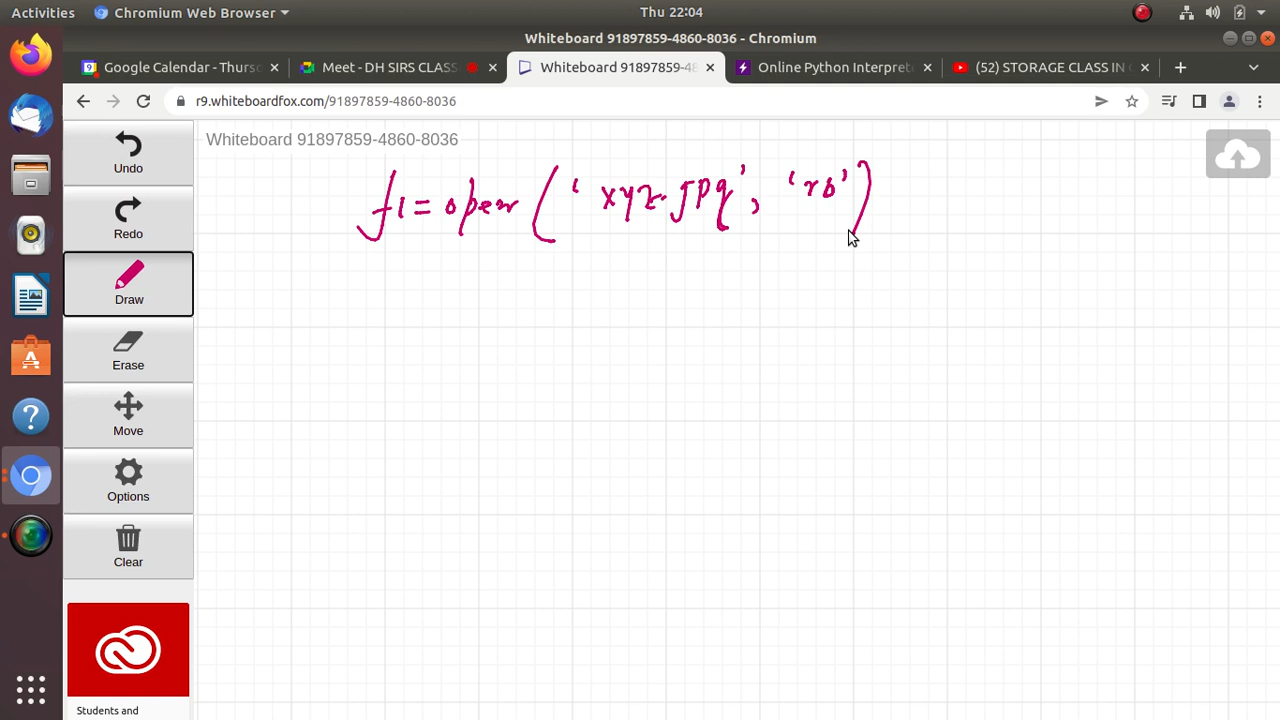 Activities
Chromium Web Browser
Thu 22:04
Whiteboard 91897859-4860-8036 - Chromium
Google Calendar - Thurs
Meet - DH SIRS CLASS
Whiteboard 91897859-48
Online Python Interpret
(52) STORAGE CLASS IN
r9.whiteboardfox.com/91897859-4860-8036
Whiteboard 91897859-4860-8036
f1=open('xyz.jpg','rb')
Undo
Redo
Draw
Erase
Move
Options
Clear
Students and